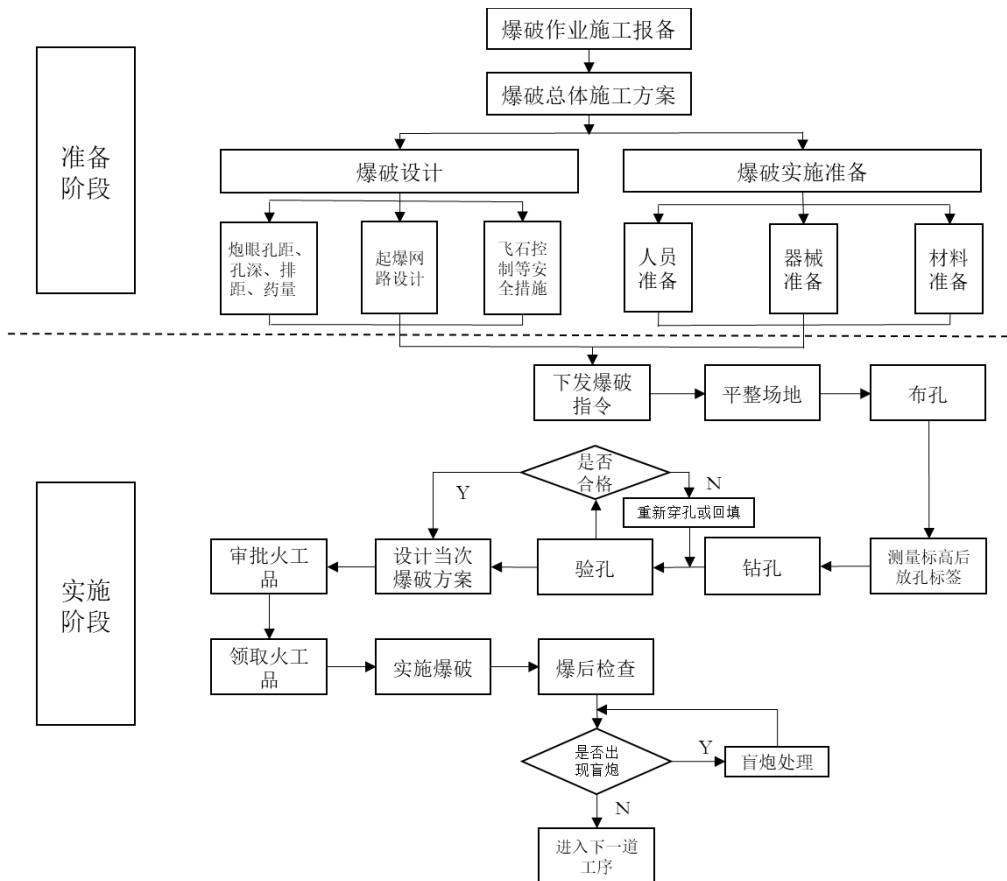 爆破作业施工报备
爆破总体施工方案
准备
阶段
爆破设计
爆破实施准备
炮眼孔距、
孔深、排
距、药量
起爆网
路设计
飞石控
制等安
全措施
人员
准备
器械
准备
材料
准备
下发爆破
指令
平整场地
布孔
是否
合格
Y
N
重新穿孔或回填
实施
阶段
审批火工
品
设计当次
爆破方案
验孔
钻孔
测量标高后
放孔标签
领取火工
品
实施爆破
爆后检查
是否出
现盲炮
Y
盲炮处理
N
进入下一道
工序